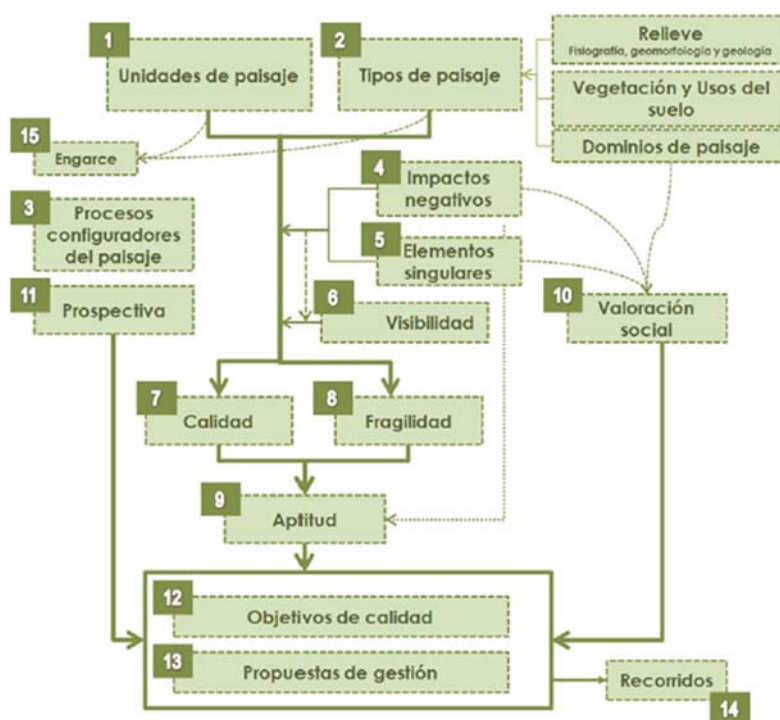 1
Unidades de paisaje
2
Tipos de paisaje
Relieve
Fisiografía, geomorfología y geología
Vegetación y Usos del
suelo
Dominios de paisaje
15
Engarce
3
Procesos
configuradores
del paisaje
4
Impactos
negativos
5
Elementos
singulares
11
Prospectiva
6
Visibilidad
10
Valoración
social
7
Calidad
8
Fragilidad
9
Aptitud
12
Objetivos de calidad
13
Propuestas de gestión
Recorridos
14